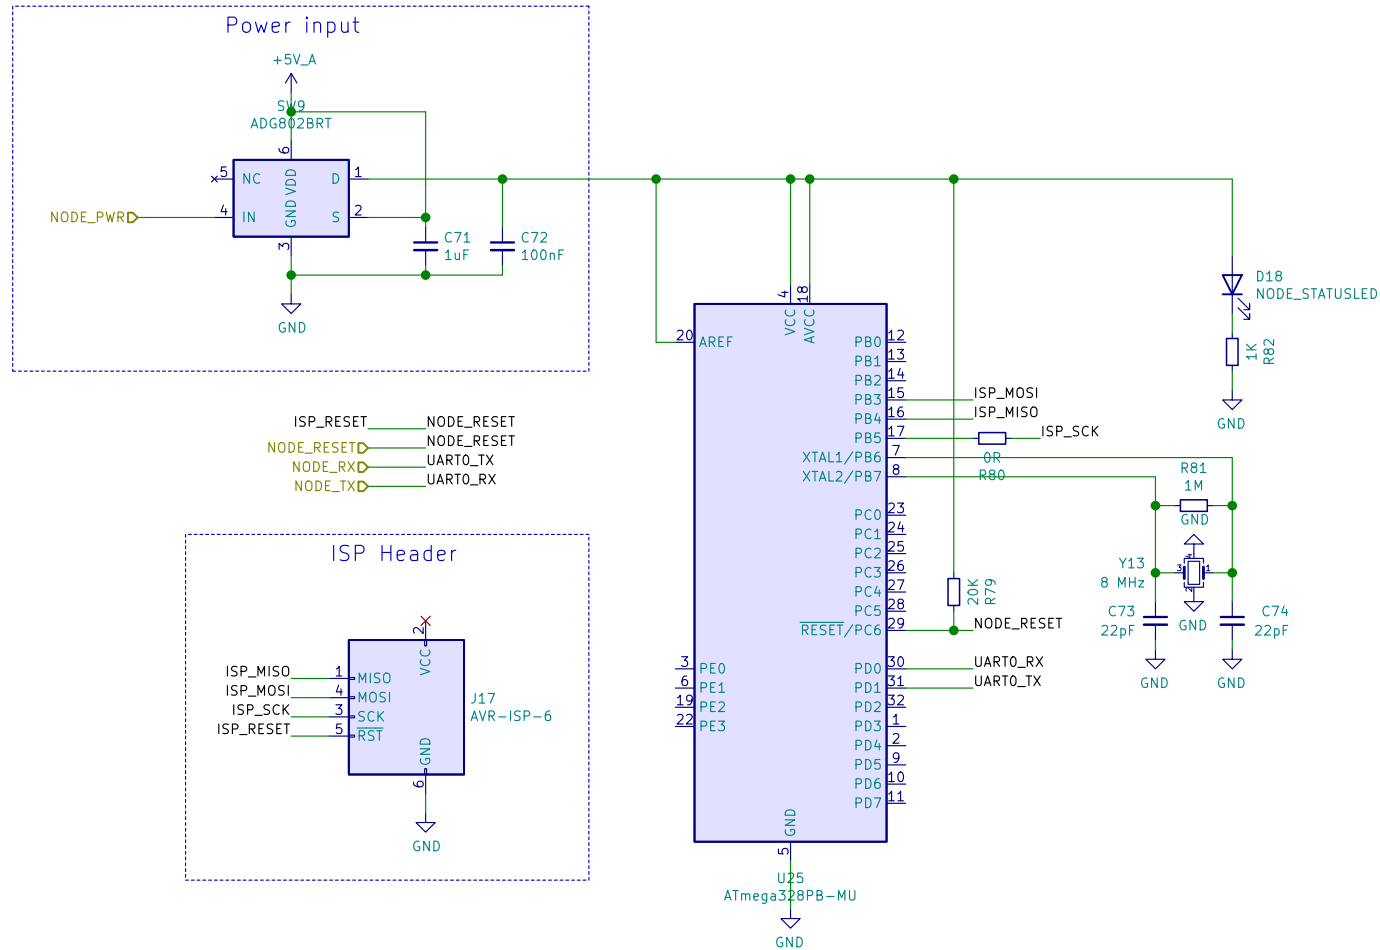 Power input
+5V_A
SW9
ADG802BRT
6
5 NC VDD D 1
4 IN GND S 2
3
NODE_PWR
C71
1uF
C72
100nF
GND
ISP_RESET NODE_RESET
NODE_RESET NODE_RESET
NODE_RX UART0_TX
NODE_TX UART0_RX
ISP Header
2
VCC
ISP_MISO 1 MISO
ISP_MOSI 4 MOSI
ISP_SCK 3 SCK
ISP_RESET 5 RST
GND
6
J17
AVR-ISP-6
GND
4 18
VCC AVCC
20 AREF
PB0 12
PB1 13
PB2 14
PB3 15 ISP_MOSI
PB4 16 ISP_MISO
PB5 17 ISP_SCK
0R
R80
XTAL1/PB6 7
XTAL2/PB7 8
PC0 23
PC1 24
PC2 25
PC3 26
PC4 27
PC5 28
RESET/PC6 29 NODE_RESET
20K
R79
3 PE0 PD0 30 UART0_RX
6 PE1 PD1 31 UART0_TX
19 PE2 PD2 32
22 PE3 PD3 1
PD4 2
PD5 9
PD6 10
PD7 11
GND
5
U25
ATmega328PB-MU
GND
D18
NODE_STATUSLED
1K
R82
GND
R81
1M
GND
Y13
8 MHz
4
3 1
2
GND
C73
22pF
C74
22pF
GND
GND